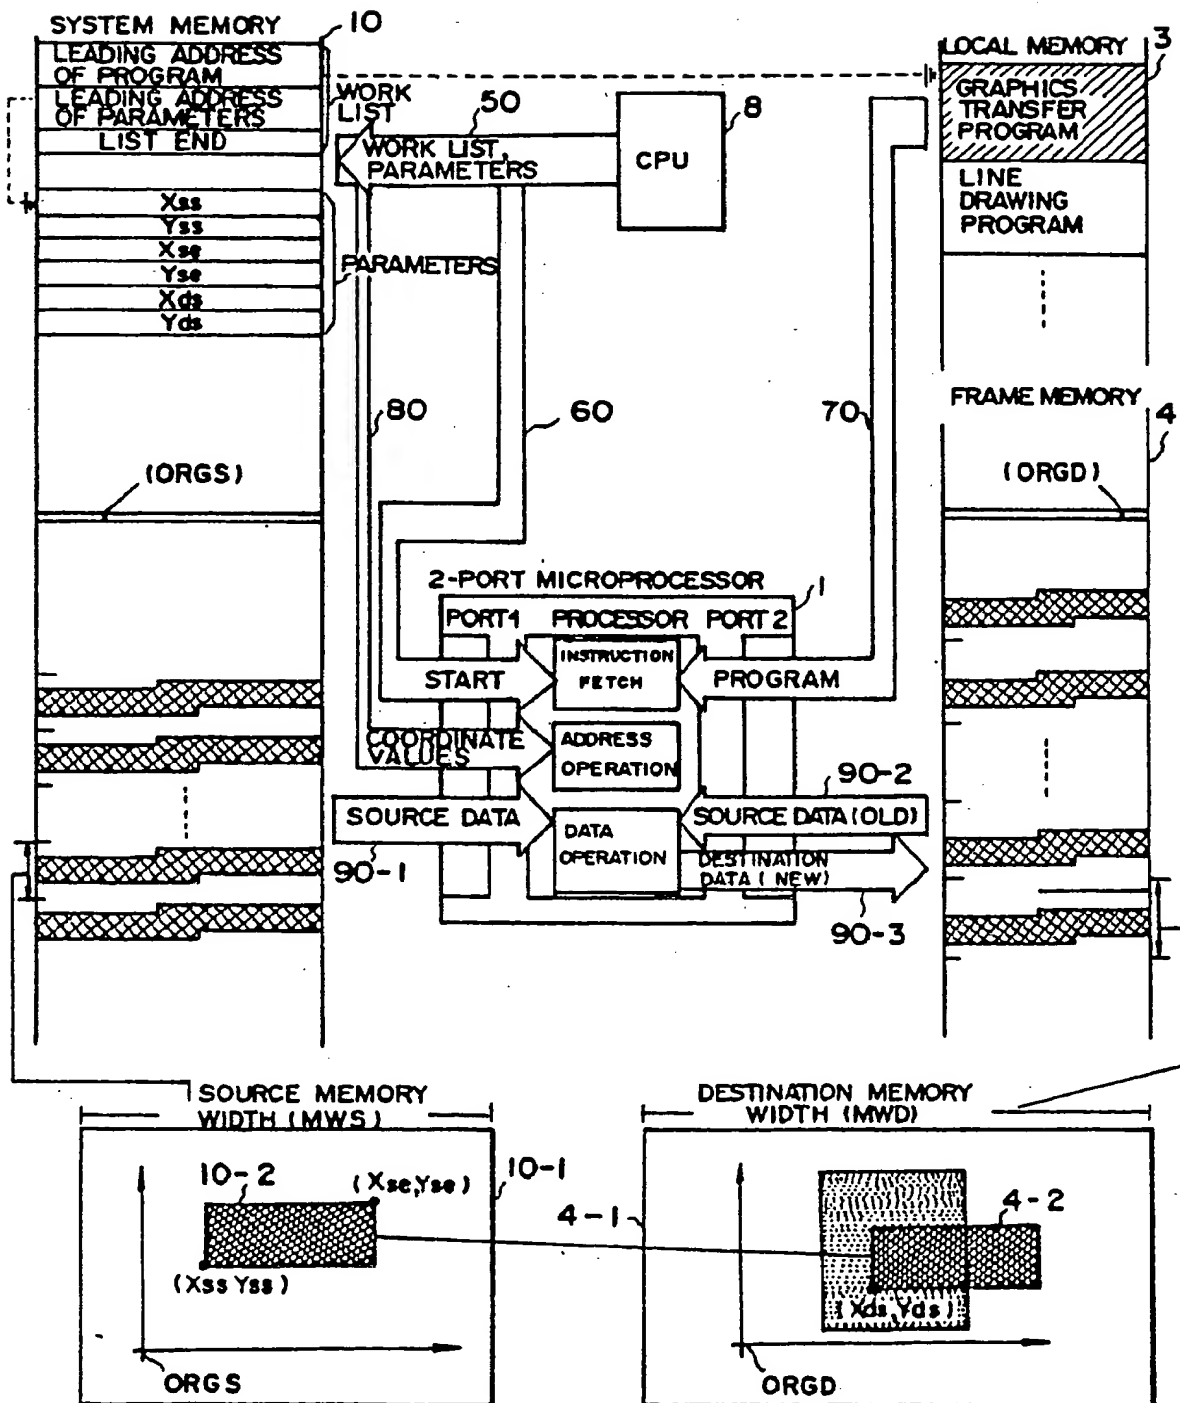 SYSTEM MEMORY
10
LEADING ADDRESS
OF PROGRAM
LEADING ADDRESS
OF PARAMETERS
LIST END
WORK
LIST
Xss
Yss
Xse
Yse
Xds
Yds
PARAMETERS
50
WORK LIST,
PARAMETERS
CPU
8
LOCAL MEMORY
3
GRAPHICS
TRANSFER
PROGRAM
LINE
DRAWING
PROGRAM
80
60
70
FRAME MEMORY
4
(ORGS)
(ORGD)
2-PORT MICROPROCESSOR
1
PORT1
PROCESSOR
PORT 2
START
INSTRUCTION
FETCH
PROGRAM
COORDINATE
VALUES
ADDRESS
OPERATION
90-2
SOURCE DATA
DATA
OPERATION
SOURCE DATA (OLD)
90-1
DESTINATION
DATA (NEW)
90-3
SOURCE MEMORY
WIDTH (MWS)
10-2
(Xse,Yse)
10-1
(Xss Yss)
ORGS
DESTINATION MEMORY
WIDTH (MWD)
4-1
4-2
(Xds,Yds)
ORGD